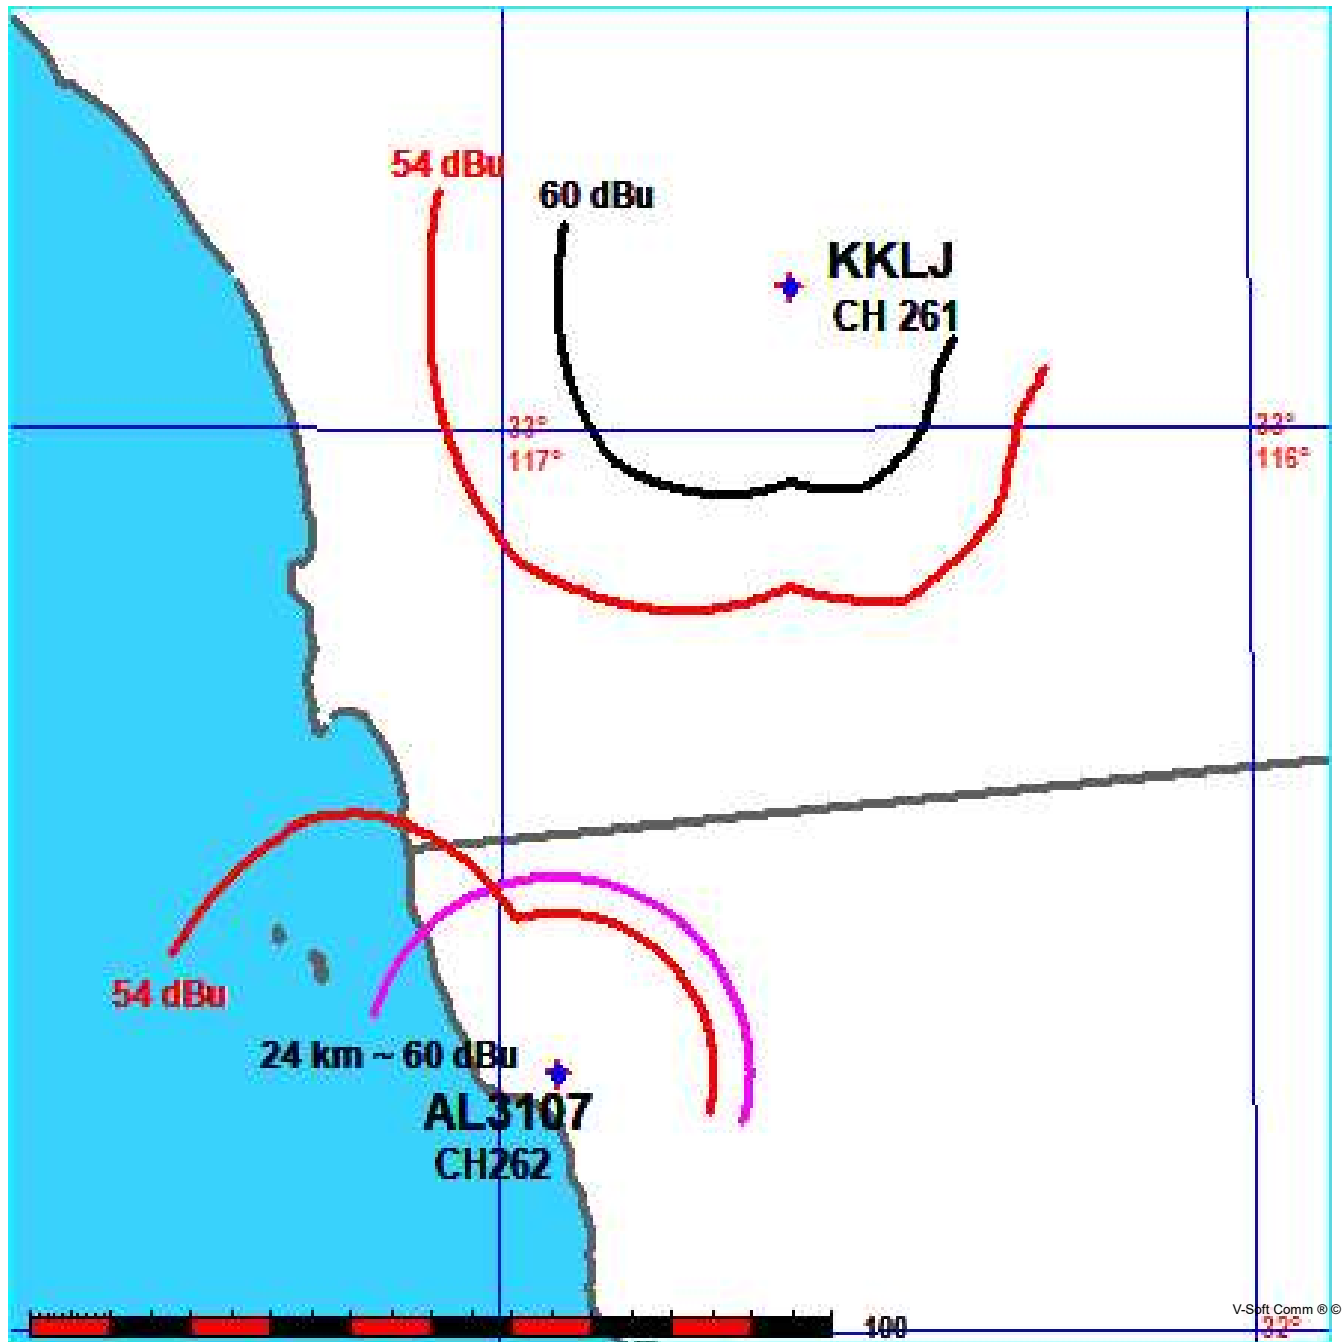 54 dBu
60 dBu
KKLJ
CH 261
33°
117°
33°
116°
54 dBu
24 km ~ 60 dBu
AL3107
CH262
V-Soft Comm ® ©
100
32°